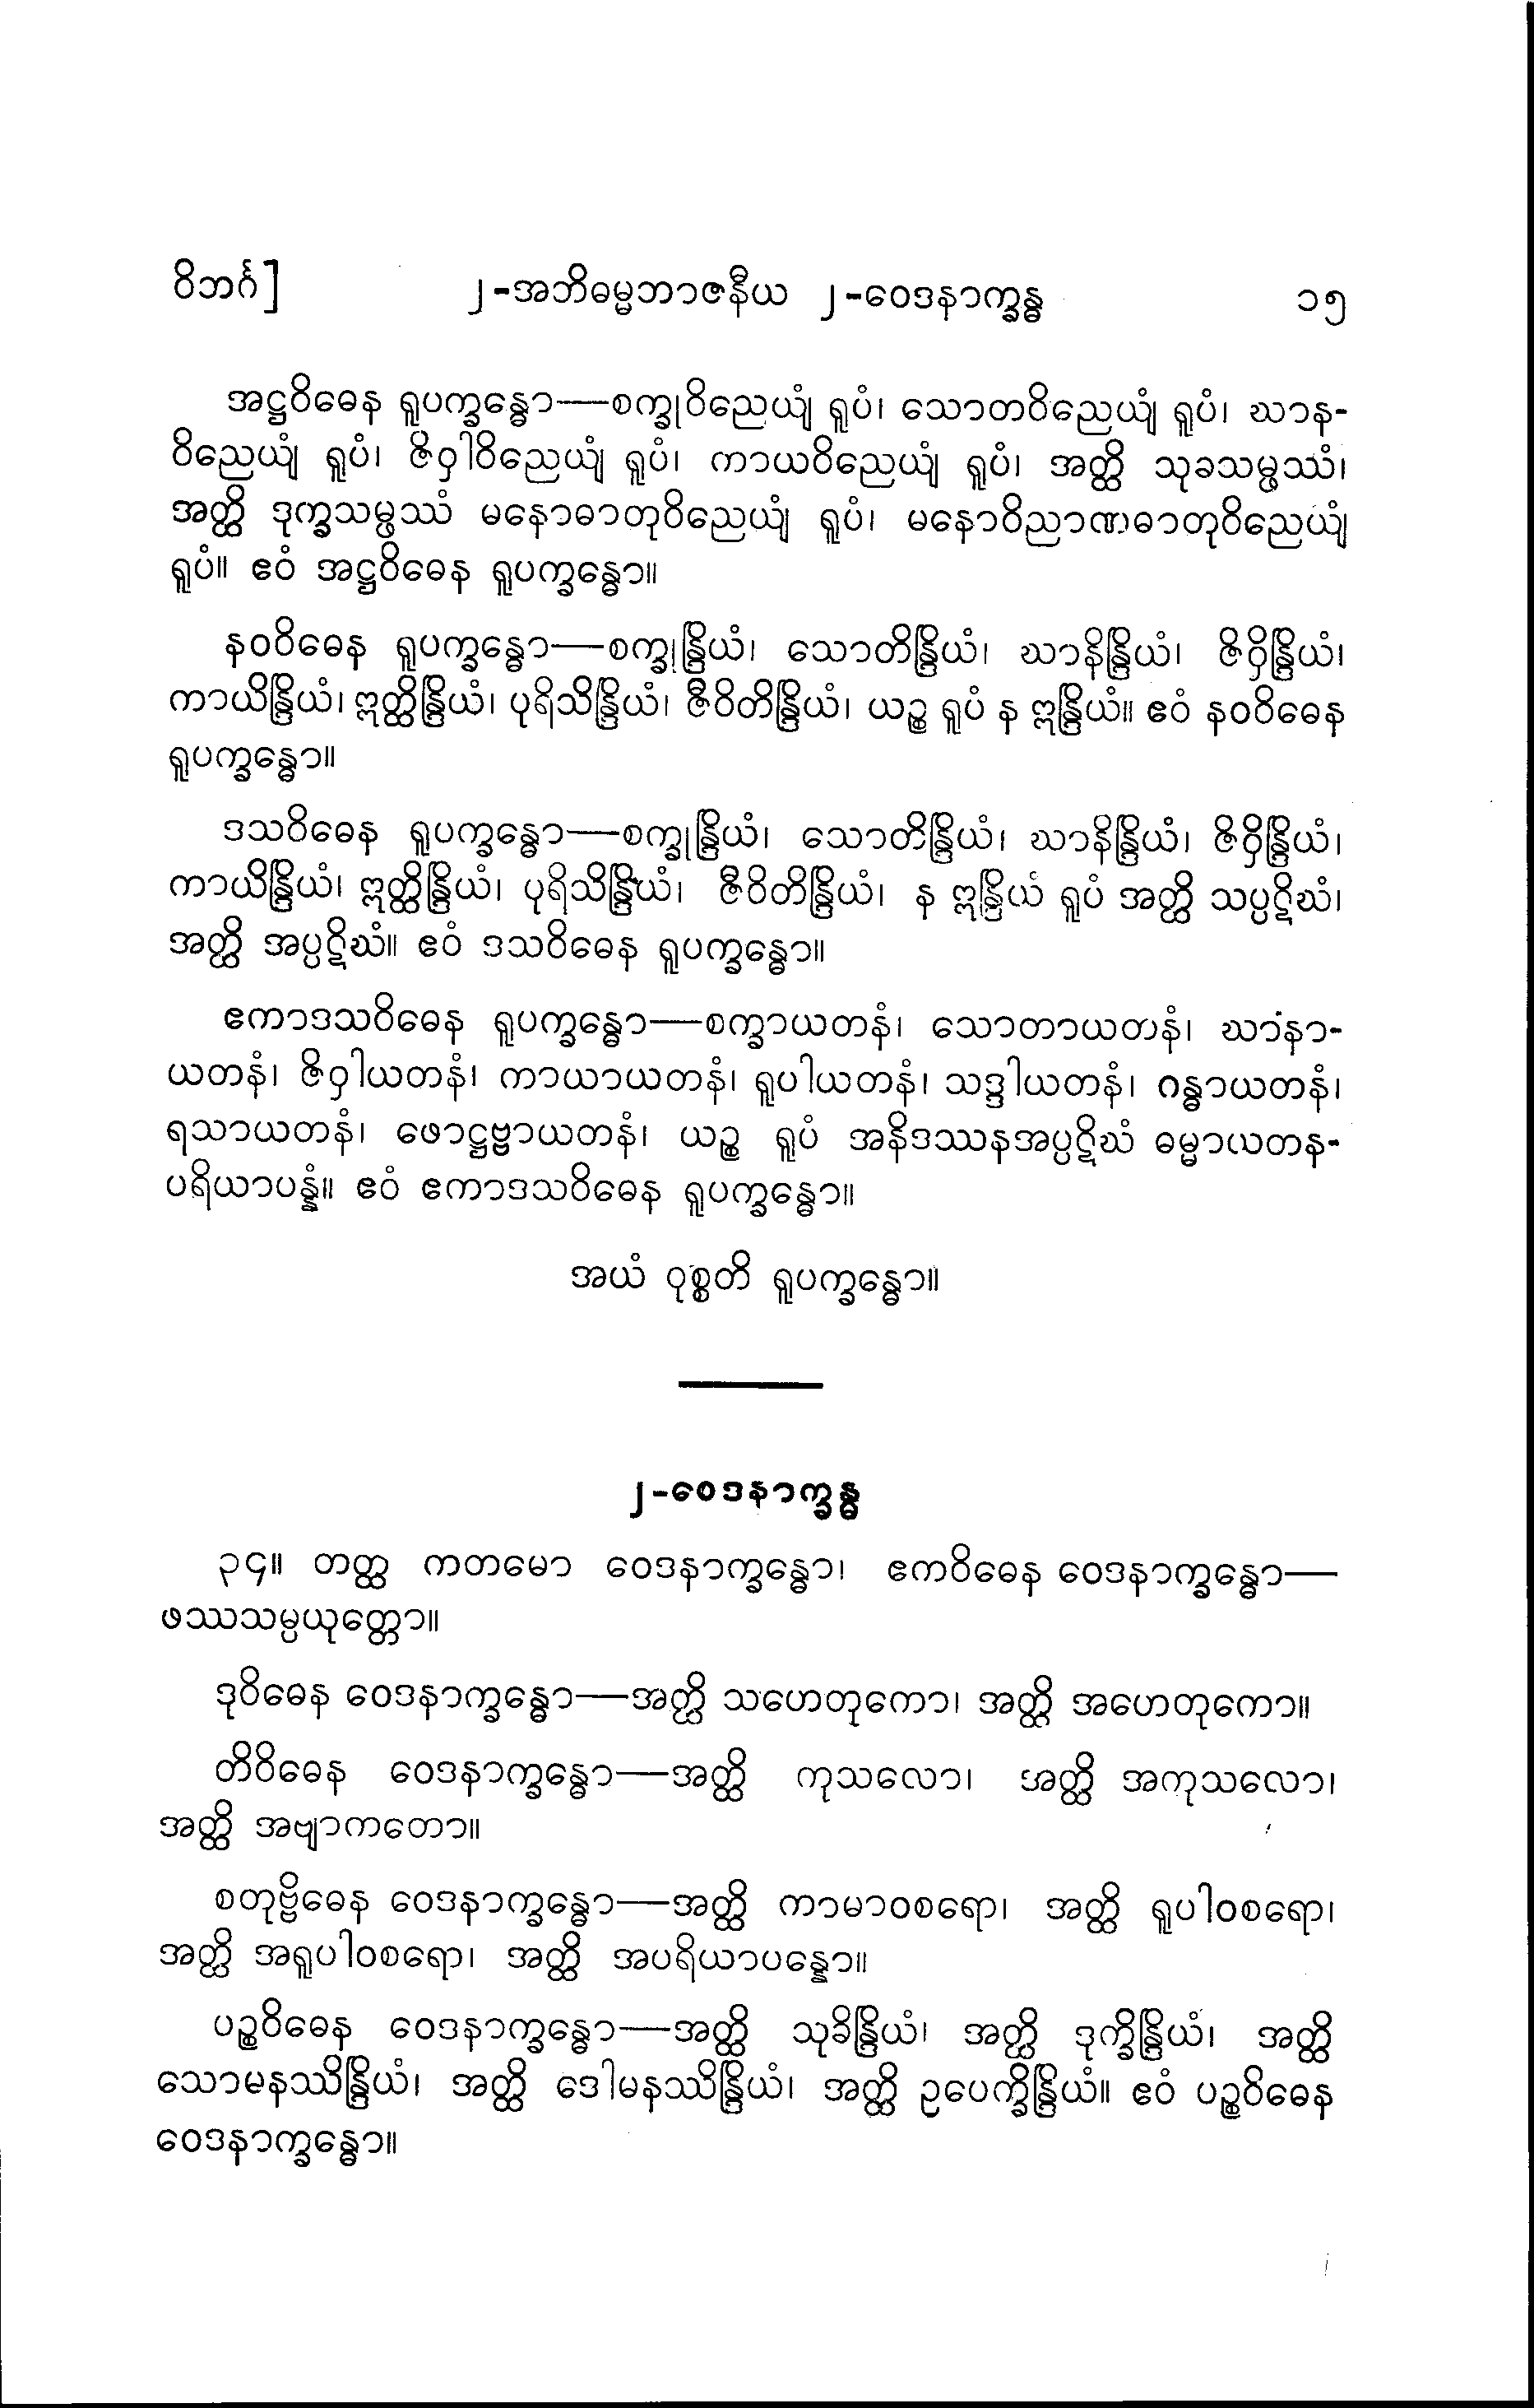 ဝိဘင်္ဂ] ၂-အဘိဓမ္မဘာဇနီယ ၂-ဝေဒနာက္ခန္ဓ ၁၅
အဋ္ဌဝိဓေန ရူပက္ခန္ဓော—စက္ခုဝိညေယျံ ရူပံ၊ သောတဝိညေယျံ ရူပံ၊ ဃာန-
ဝိညေယျံ ရူပံ၊ ဇိဝှါဝိညေယျံ ရူပံ၊ ကာယဝိညေယျံ ရူပံ၊ အတ္ထိ သုခသမ္ဖဿံ၊
အတ္ထိ ဒုက္ခသမ္ဖဿံ မနောဓာတုဝိညေယျံ ရူပံ၊ မနောဝိညာဏဓာတုဝိညေယျံ
ရူပံ။ ဧဝံ အဋ္ဌဝိဓေန ရူပက္ခန္ဓော။
နဝဝိဓေန ရူပက္ခန္ဓော—စက္ခုန္ဒြိယံ၊ သောတိန္ဒြိယံ၊ ဃာနိန္ဒြိယံ၊ ဇိဝှိန္ဒြိယံ၊
ကာယိန္ဒြိယံ၊ ဣတ္ထိန္ဒြိယံ၊ ပုရိသိန္ဒြိယံ၊ ဇီဝိတိန္ဒြိယံ၊ ယဉ္စ ရူပံ န ဣန္ဒြိယံ။ ဧဝံ နဝဝိဓေန
ရူပက္ခန္ဓော။
ဒသဝိဓေန ရူပက္ခန္ဓော—စက္ခုန္ဒြိယံ၊ သောတိန္ဒြိယံ၊ ဃာနိန္ဒြိယံ၊ ဇိဝှိန္ဒြိယံ၊
ကာယိန္ဒြိယံ၊ ဣတ္ထိန္ဒြိယံ၊ ပုရိသိန္ဒြိယံ၊ ဇီဝိတိန္ဒြိယံ၊ န ဣန္ဒြိယံ ရူပံ အတ္ထိ သပ္ပဋိဃံ၊
အတ္ထိ အပ္ပဋိဃံ။ ဧဝံ ဒသဝိဓေန ရူပက္ခန္ဓော။
ဧကာဒသဝိဓေန ရူပက္ခန္ဓော—စက္ခာယတနံ၊ သောတာယတနံ၊ ဃာနာ-
ယတနံ၊ ဇိဝှါယတနံ၊ ကာယာယတနံ၊ ရူပါယတနံ၊ သဒ္ဒါယတနံ၊ ဂန္ဓာယတနံ၊
ရသာယတနံ၊ ဖောဋ္ဌဗ္ဗာယတနံ၊ ယဉ္စ ရူပံ အနိဒဿနအပ္ပဋိဃံ ဓမ္မာယတန-
ပရိယာပန္နံ။ ဧဝံ ဧကာဒသဝိဓေန ရူပက္ခန္ဓော။
အယံ ဝုစ္စတိ ရူပက္ခန္ဓော။
၂-ဝေဒနာက္ခန္ဓ
၃၄။ တတ္ထ ကတမော ဝေဒနာက္ခန္ဓော၊ ဧကဝိဓေန ဝေဒနာက္ခန္ဓော—
ဖဿသမ္ပယုတ္တော။
ဒုဝိဓေန ဝေဒနာက္ခန္ဓော—အတ္ထိ သဟေတုကော၊ အတ္ထိ အဟေတုကော။
တိဝိဓေန ဝေဒနာက္ခန္ဓော—အတ္ထိ ကုသလော၊ အတ္ထိ အကုသလော၊
အတ္ထိ အဗျာကတော။
စတုဗ္ဗိဓေန ဝေဒနာက္ခန္ဓော—အတ္ထိ ကာမာဝစရော၊ အတ္ထိ ရူပါဝစရော၊
အတ္ထိ အရူပါဝစရော၊ အတ္ထိ အပရိယာပန္နော။
ပဉ္စဝိဓေန ဝေဒနာက္ခန္ဓော—အတ္ထိ သုခိန္ဒြိယံ၊ အတ္ထိ ဒုက္ခိန္ဒြိယံ၊ အတ္ထိ
သောမနဿိန္ဒြိယံ၊ အတ္ထိ ဒေါမနဿိန္ဒြိယံ၊ အတ္ထိ ဥပေက္ခိန္ဒြိယံ။ ဧဝံ ပဉ္စဝိဓေန
ဝေဒနာက္ခန္ဓော။